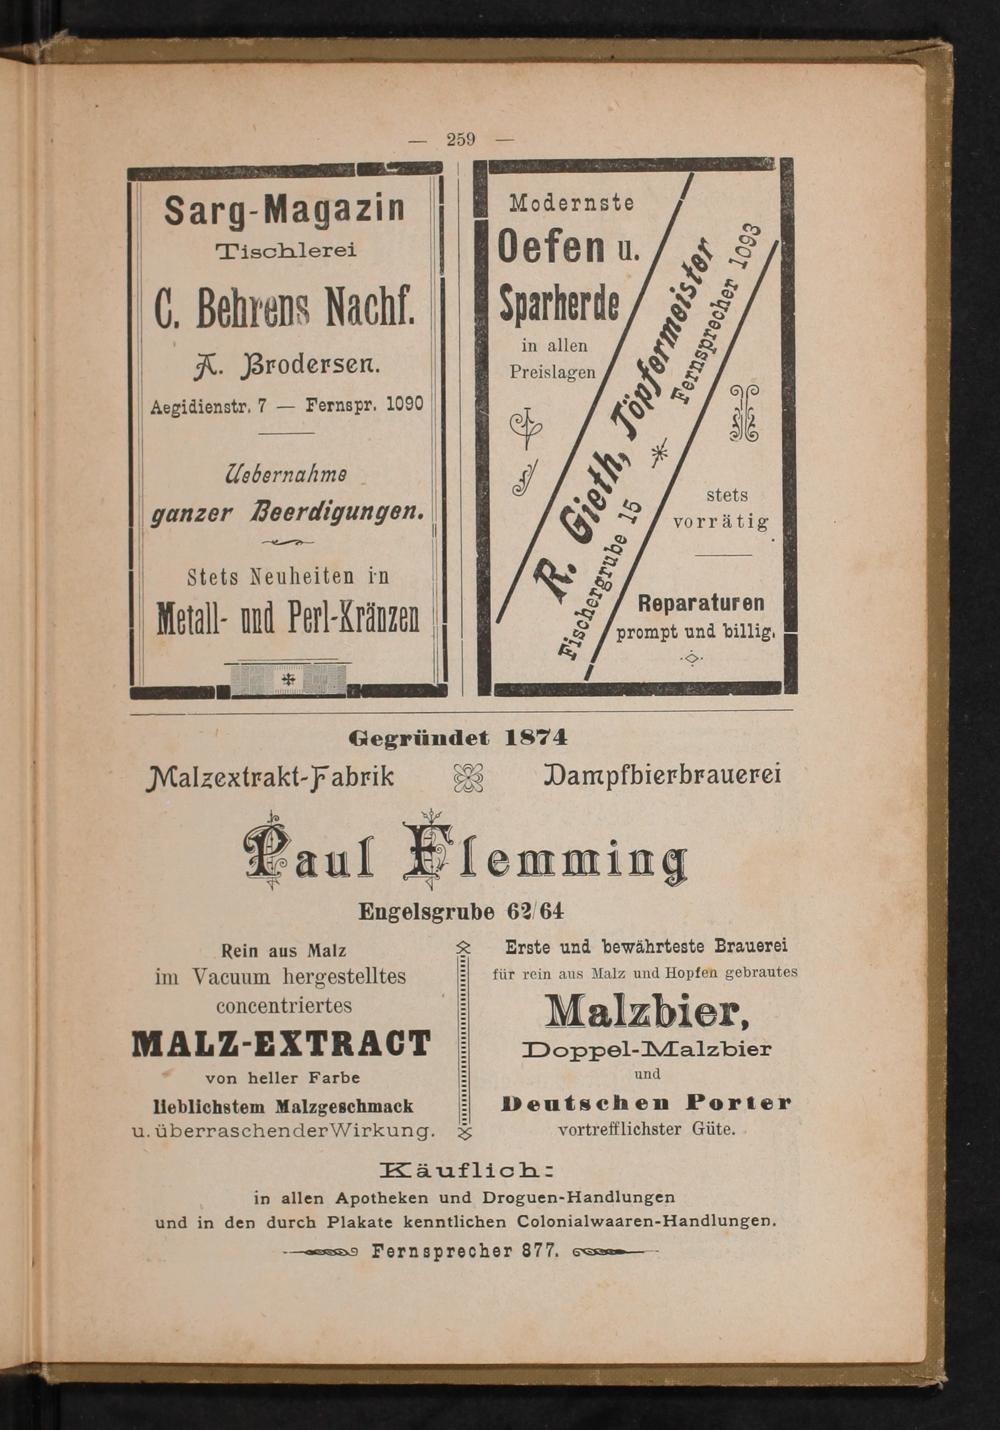 — 259 —
Sarg-Magazin
Tischlerei
C. Behrens Nachf.
A. Brodersen.
Aegidienstr. 7 — Fernspr. 1090
Uebernahme
ganzer Beerdigungen.
Stets Neuheiten in
Metall- und Perl-Kränzen
Modernste
Oefen u.
Sparherde
in allen
Preislagen
R. Gieth, Töpfermeister
Fischergrube 15 * Fernsprecher 1093
stets
vorrätig
Reparaturen
prompt und billig.
Gegründet 1874
Malzextrakt-Fabrik Dampfbierbrauerei
Paul Flemming
Engelsgrube 62/64
Rein aus Malz
im Vacuum hergestelltes
concentriertes
MALZ-EXTRACT
von heller Farbe
lieblichstem Malzgeschmack
u. überraschender Wirkung.
Erste und bewährteste Brauerei
für rein aus Malz und Hopfen gebrautes
Malzbier,
Doppel-Malzbier
und
Deutschen Porter
vortrefflichster Güte.
Käuflich:
in allen Apotheken und Droguen-Handlungen
und in den durch Plakate kenntlichen Colonialwaaren-Handlungen.
Fernsprecher 877.